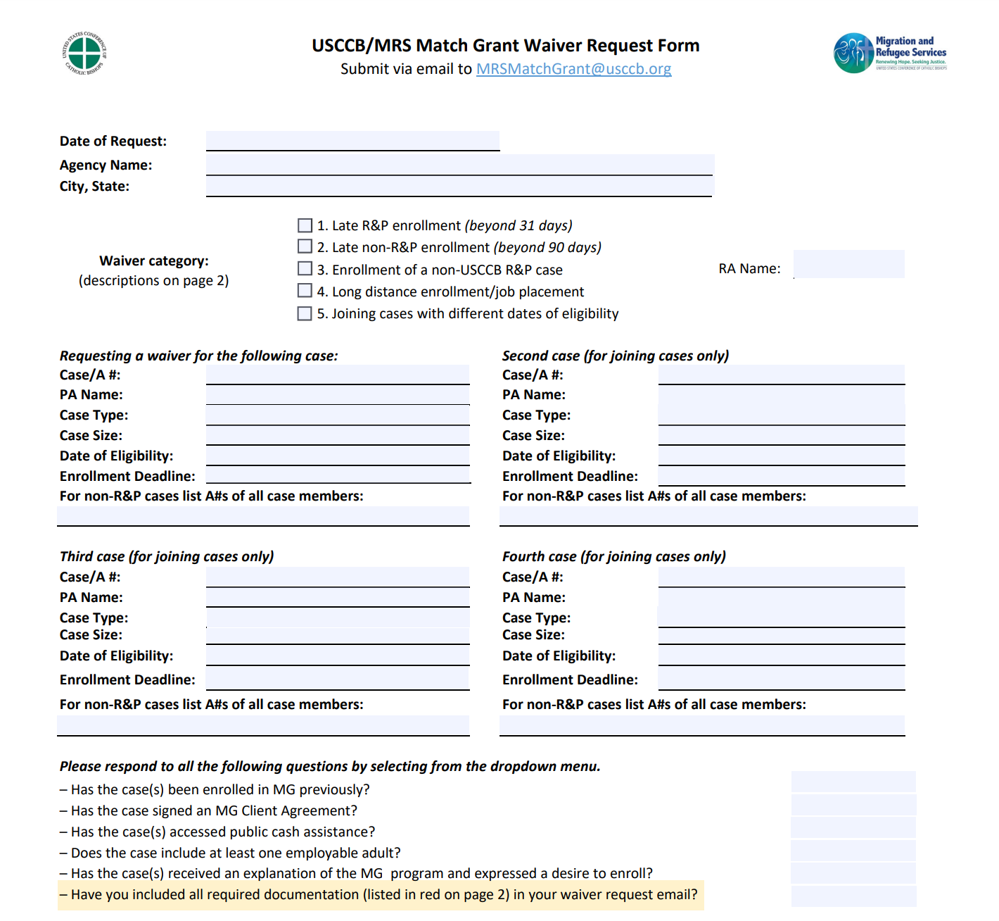 UNITED STATES CONFERENCE OF CATHOLIC BISHOPS
USCCB/MRS Match Grant Waiver Request Form
Submit via email to MRSMatchGrant@usccb.org
Migration and
Refugee Services
Renewing Hope. Seeking Justice.
UNITED STATES CONFERENCE OF CATHOLIC BISHOPS
Date of Request:
Agency Name:
City, State:
Waiver category:
(descriptions on page 2)
1. Late R&P enrollment (beyond 31 days)
2. Late non-R&P enrollment (beyond 90 days)
3. Enrollment of a non-USCCB R&P case
4. Long distance enrollment/job placement
5. Joining cases with different dates of eligibility
RA Name:
Requesting a waiver for the following case:
Case/A #:
PA Name:
Case Type:
Case Size:
Date of Eligibility:
Enrollment Deadline:
For non-R&P cases list A#s of all case members:
Second case (for joining cases only)
Case/A #:
PA Name:
Case Type:
Case Size:
Date of Eligibility:
Enrollment Deadline:
For non-R&P cases list A#s of all case members:
Third case (for joining cases only)
Case/A #:
PA Name:
Case Type:
Case Size:
Date of Eligibility:
Enrollment Deadline:
For non-R&P cases list A#s of all case members:
Fourth case (for joining cases only)
Case/A #:
PA Name:
Case Type:
Case Size:
Date of Eligibility:
Enrollment Deadline:
For non-R&P cases list A#s of all case members:
Please respond to all the following questions by selecting from the dropdown menu.
– Has the case(s) been enrolled in MG previously?
– Has the case signed an MG Client Agreement?
– Has the case(s) accessed public cash assistance?
– Does the case include at least one employable adult?
– Has the case(s) received an explanation of the MG program and expressed a desire to enroll?
– Have you included all required documentation (listed in red on page 2) in your waiver request email?